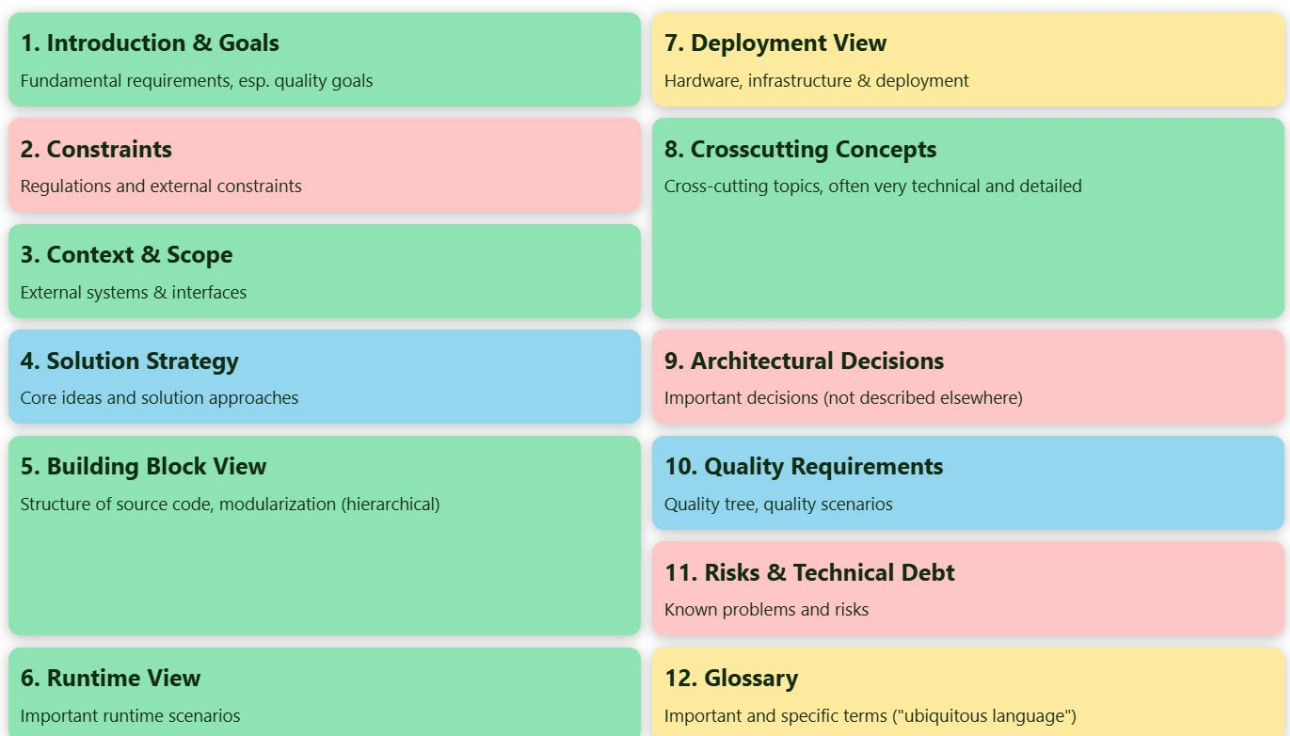 1. Introduction & Goals
Fundamental requirements, esp. quality goals
2. Constraints
Regulations and external constraints
3. Context & Scope
External systems & interfaces
4. Solution Strategy
Core ideas and solution approaches
5. Building Block View
Structure of source code, modularization (hierarchical)
6. Runtime View
Important runtime scenarios
7. Deployment View
Hardware, infrastructure & deployment
8. Crosscutting Concepts
Cross-cutting topics, often very technical and detailed
9. Architectural Decisions
Important decisions (not described elsewhere)
10. Quality Requirements
Quality tree, quality scenarios
11. Risks & Technical Debt
Known problems and risks
12. Glossary
Important and specific terms ("ubiquitous language")